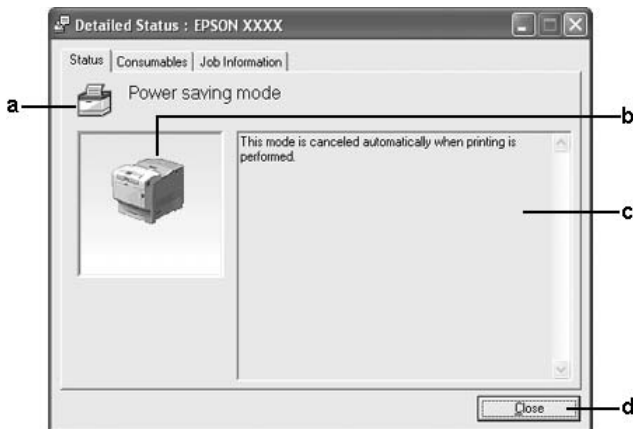 Detailed Status : EPSON XXXX
Status Consumables Job Information
a
Power saving mode
b
This mode is canceled automatically when printing is
performed.
c
Close
d